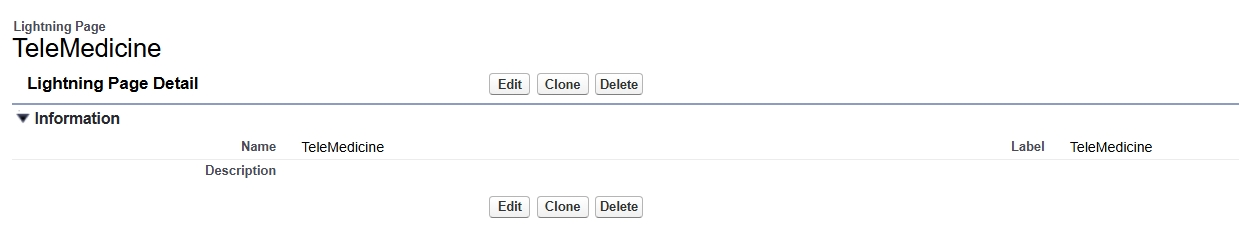 Lightning Page
TeleMedicine
Lightning Page Detail Edit Clone Delete
Information
Name TeleMedicine Label TeleMedicine
Description
Edit Clone Delete